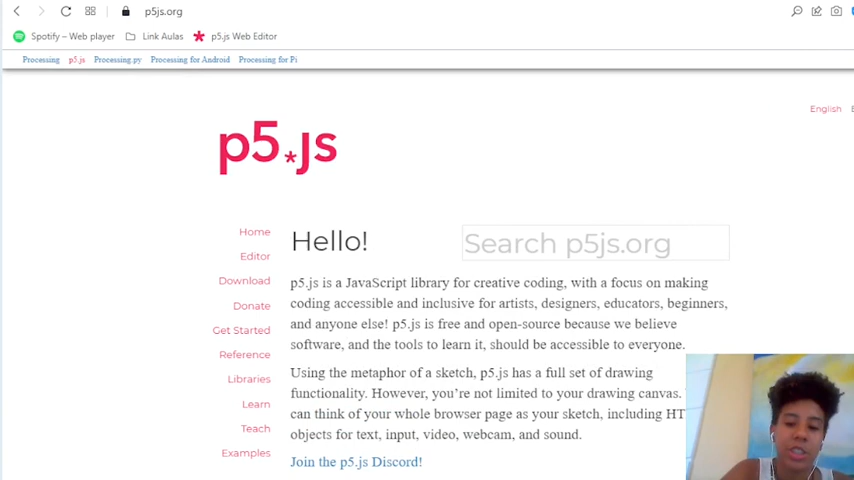 p5js.org
Spotify – Web player
Link Aulas
p5.js Web Editor
Processing p5.js Processing.py Processing for Android Processing for Pi
English
p5.js
Home
Hello!
Search p5js.org
Editor
Download
Donate
Get Started
Reference
Libraries
Learn
Teach
Examples
p5.js is a JavaScript library for creative coding, with a focus on making
coding accessible and inclusive for artists, designers, educators, beginners,
and anyone else! p5.js is free and open-source because we believe
software, and the tools to learn it, should be accessible to everyone.
Using the metaphor of a sketch, p5.js has a full set of drawing
functionality. However, you’re not limited to your drawing canvas.
can think of your whole browser page as your sketch, including HT
objects for text, input, video, webcam, and sound.
Join the p5.js Discord!